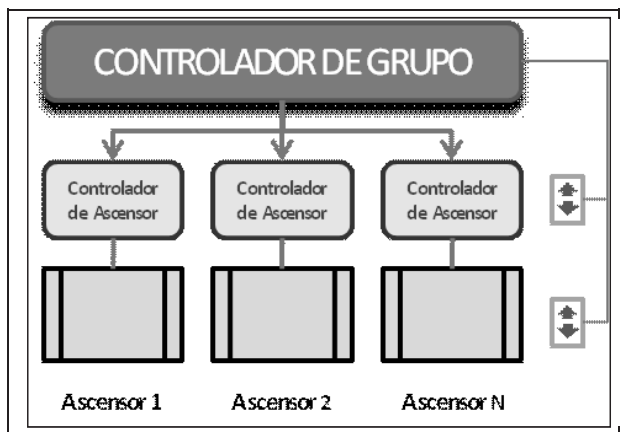 CONTROLADOR DE GRUPO
Controlador
de Ascensor
Controlador
de Ascensor
Controlador
de Ascensor
Ascensor 1
Ascensor 2
Ascensor N